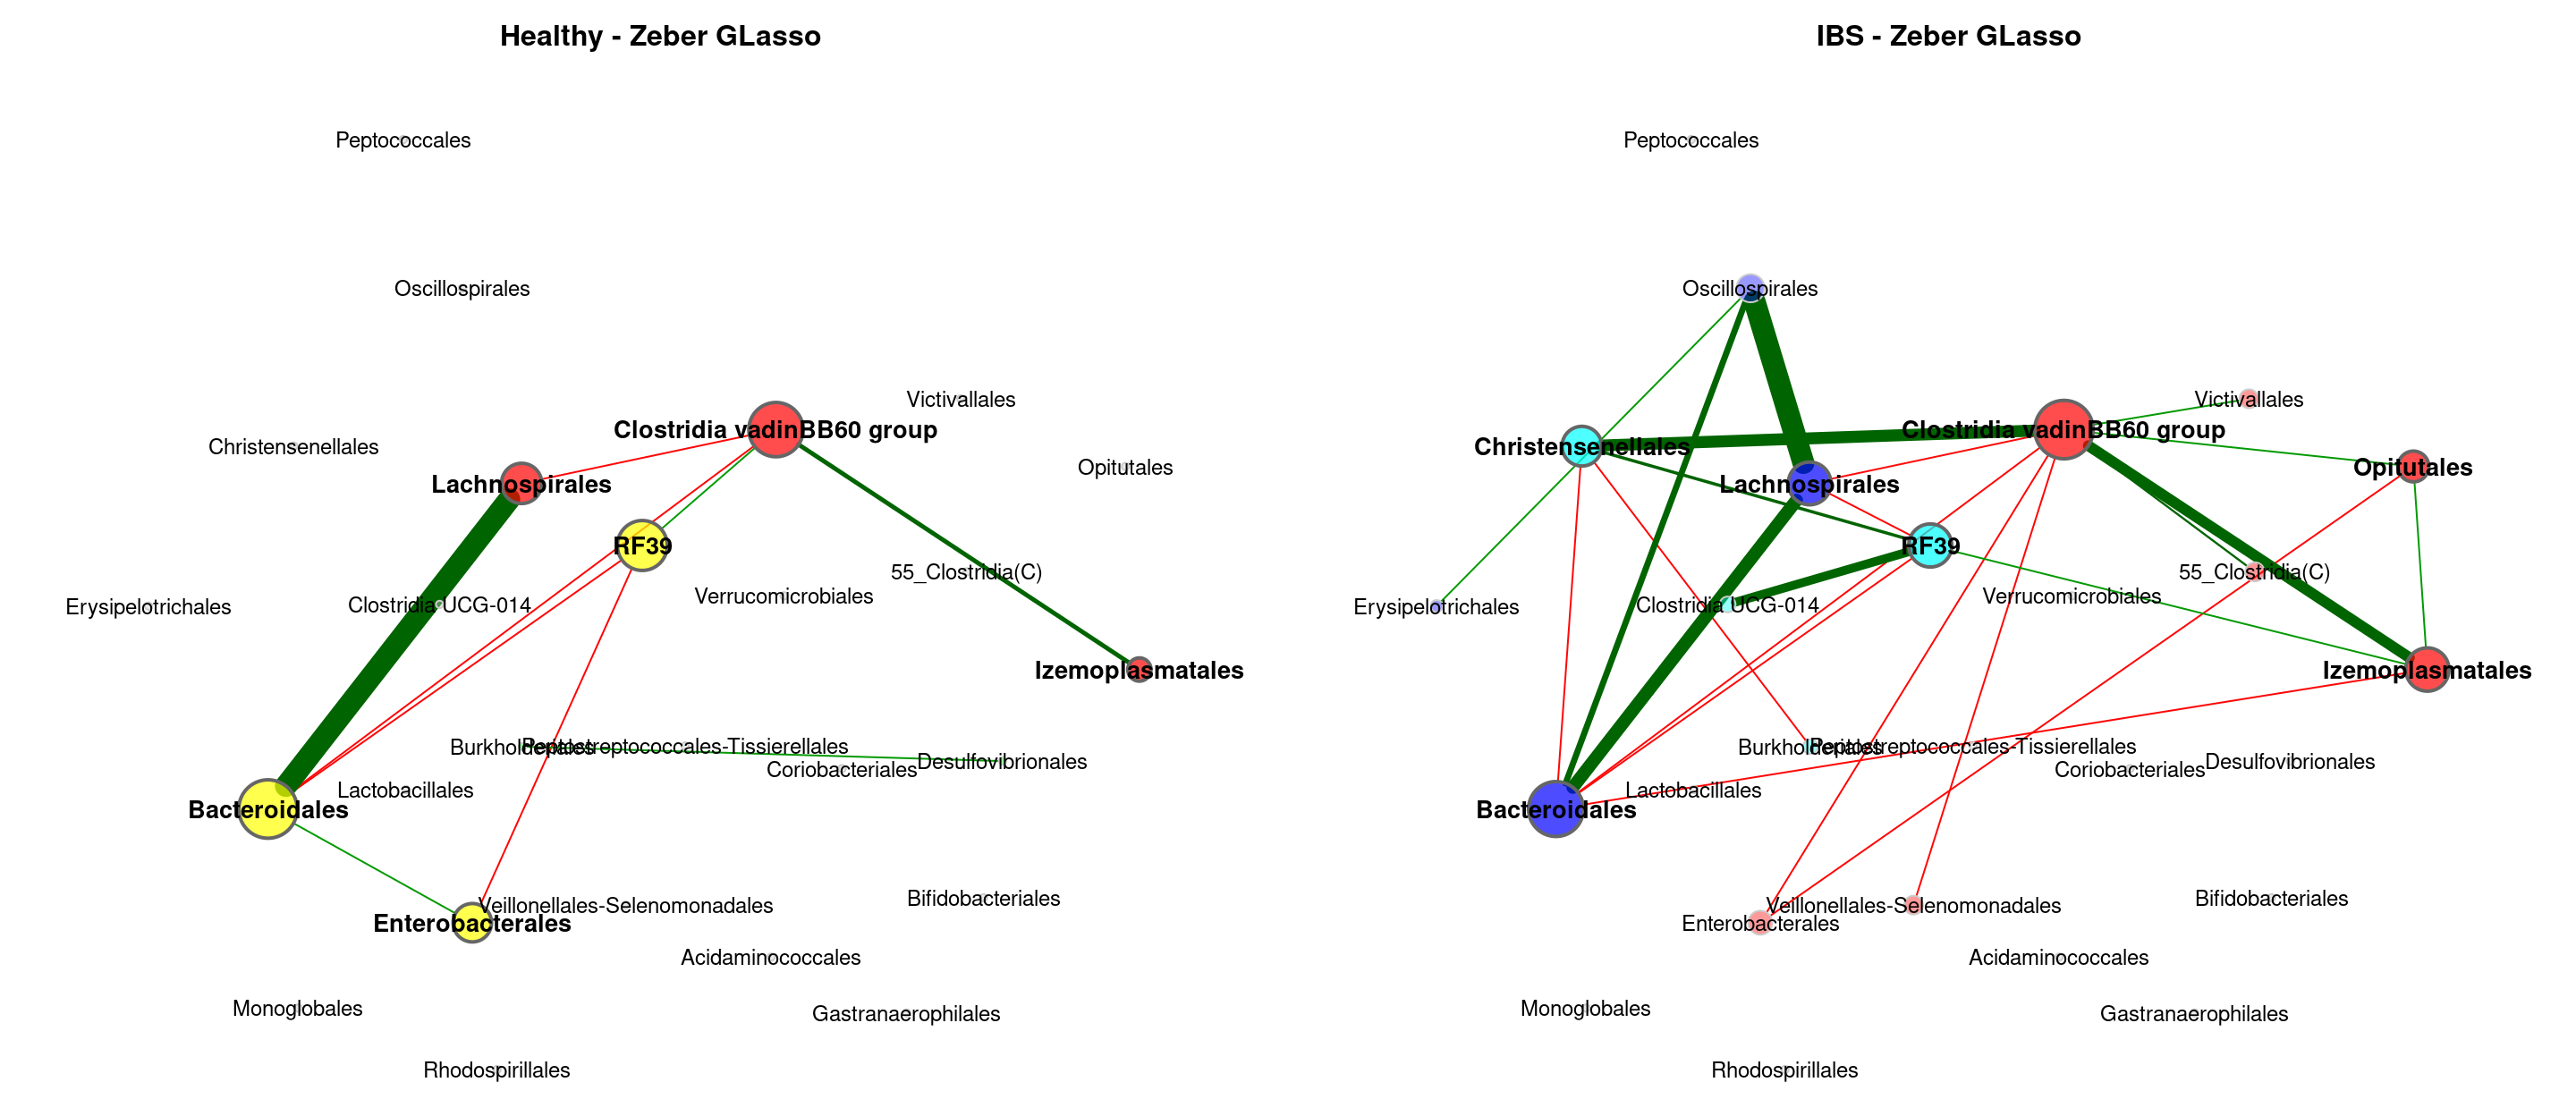 Healthy - Zeber GLasso
Peptococcales
Oscillospirales
Victivallales
Clostridia vadinBB60 group
Christensenellales
Opitutales
Lachnospirales
RF39
55_Clostridia(C)
Verrucomicrobiales
Erysipelotrichales
Clostridia UCG-014
Izemoplasmatales
Burkholderiales
Peptostreptococcales-Tissierellales
Desulfovibrionales
Coriobacteriales
Lactobacillales
Bacteroidales
Bifidobacteriales
Veillonellales-Selenomonadales
Enterobacterales
Acidaminococcales
Monoglobales
Gastranaerophilales
Rhodospirillales
IBS - Zeber GLasso
Peptococcales
Oscillospirales
Victivallales
Clostridia vadinBB60 group
Christensenellales
Opitutales
Lachnospirales
RF39
55_Clostridia(C)
Verrucomicrobiales
Erysipelotrichales
Clostridia UCG-014
Izemoplasmatales
Burkholderiales
Peptostreptococcales-Tissierellales
Desulfovibrionales
Coriobacteriales
Lactobacillales
Bacteroidales
Bifidobacteriales
Veillonellales-Selenomonadales
Enterobacterales
Acidaminococcales
Monoglobales
Gastranaerophilales
Rhodospirillales